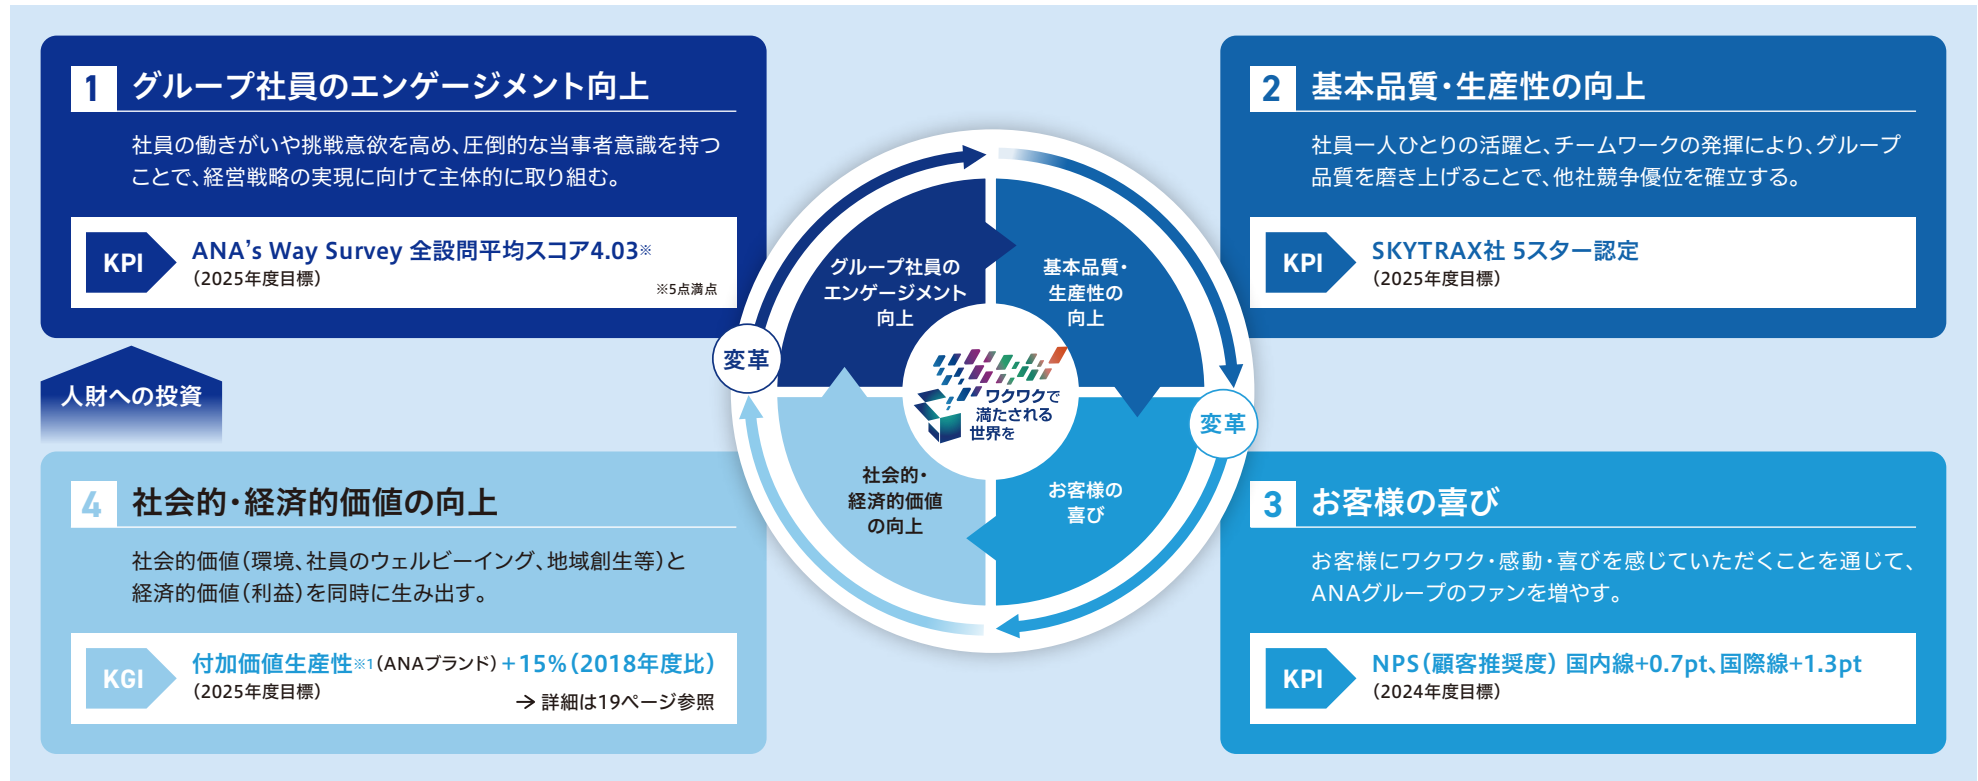 1 グループ社員のエンゲージメント向上
社員の働きがいや挑戦意欲を高め、圧倒的な当事者意識を持つ
ことで、経営戦略の実現に向けて主体的に取り組む。
KPI ANA's Way Survey 全設問平均スコア4.03※
(2025年度目標)
※5点満点
人財への投資
2 基本品質・生産性の向上
社員一人ひとりの活躍と、チームワークの発揮により、グループ
品質を磨き上げることで、他社競争優位を確立する。
KPI SKYTRAX社 5スター認定
(2025年度目標)
グループ社員の
エンゲージメント
向上
基本品質・
生産性の
向上
変革
ワクワクで
満たされる
世界を
変革
社会的・
経済的価値
の向上
お客様の
喜び
4 社会的・経済的価値の向上
社会的価値(環境、社員のウェルビーイング、地域創生等)と
経済的価値(利益)を同時に生み出す。
KGI 付加価値生産性※1(ANAブランド)+15%(2018年度比)
(2025年度目標)
→ 詳細は19ページ参照
3 お客様の喜び
お客様にワクワク・感動・喜びを感じていただくことを通じて、
ANAグループのファンを増やす。
KPI NPS(顧客推奨度) 国内線+0.7pt、国際線+1.3pt
(2024年度目標)